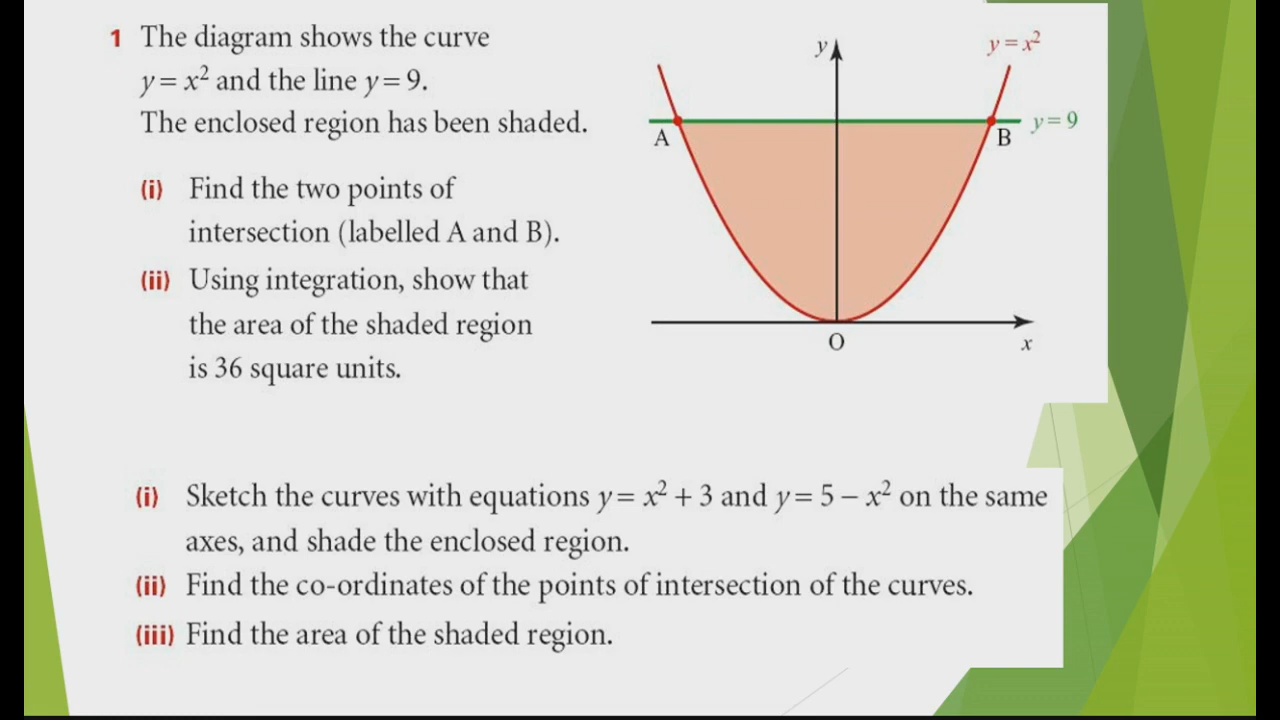 1 The diagram shows the curve
y = x² and the line y = 9.
The enclosed region has been shaded.
(i) Find the two points of
intersection (labelled A and B).
(ii) Using integration, show that
the area of the shaded region
is 36 square units.
y
y = x²
A
B
y = 9
O
x
(i) Sketch the curves with equations y = x² + 3 and y = 5 – x² on the same
axes, and shade the enclosed region.
(ii) Find the co-ordinates of the points of intersection of the curves.
(iii) Find the area of the shaded region.